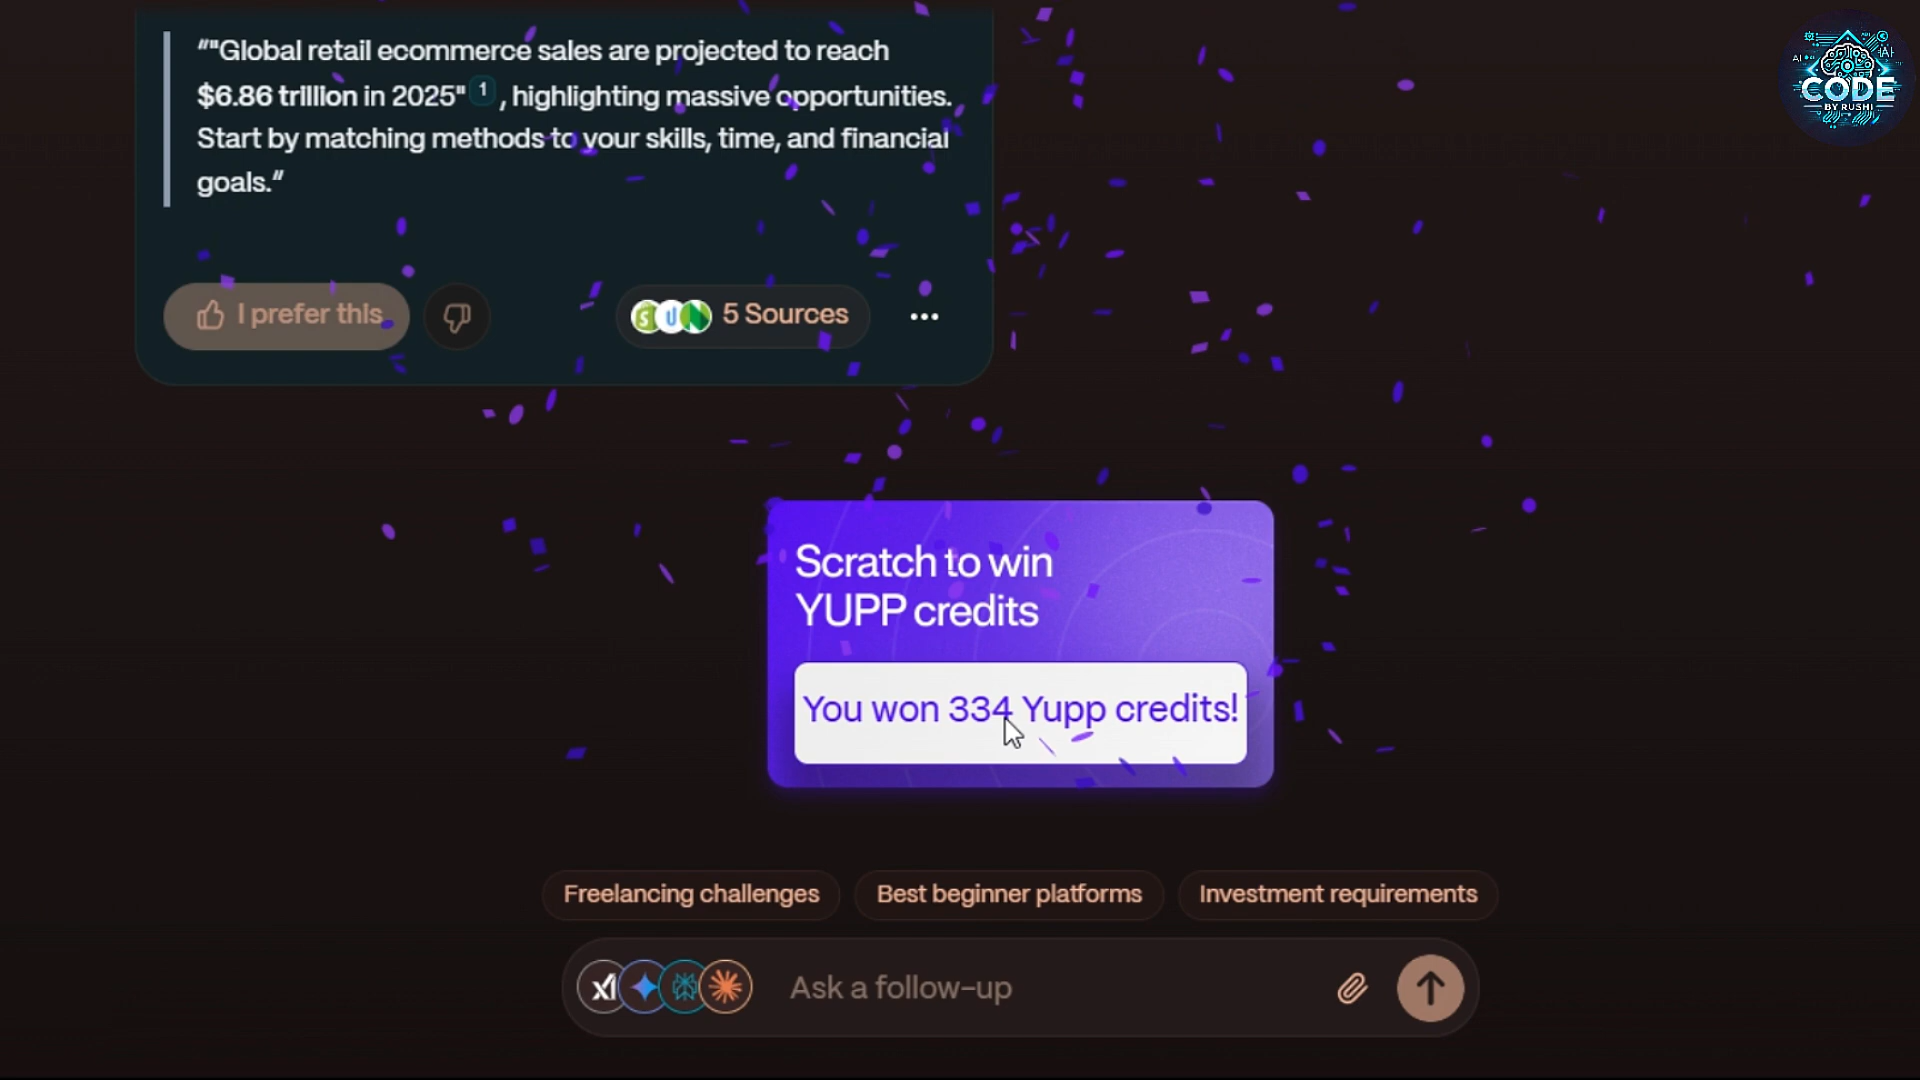 “"Global retail ecommerce sales are projected to reach
$6.86 trillion in 2025" 1 , highlighting massive opportunities.
Start by matching methods to your skills, time, and financial
goals.“
I prefer this
5 Sources
Scratch to win
YUPP credits
You won 334 Yupp credits!
Freelancing challenges
Best beginner platforms
Investment requirements
Ask a follow-up
AI
AI
CODE
BY RUSHI